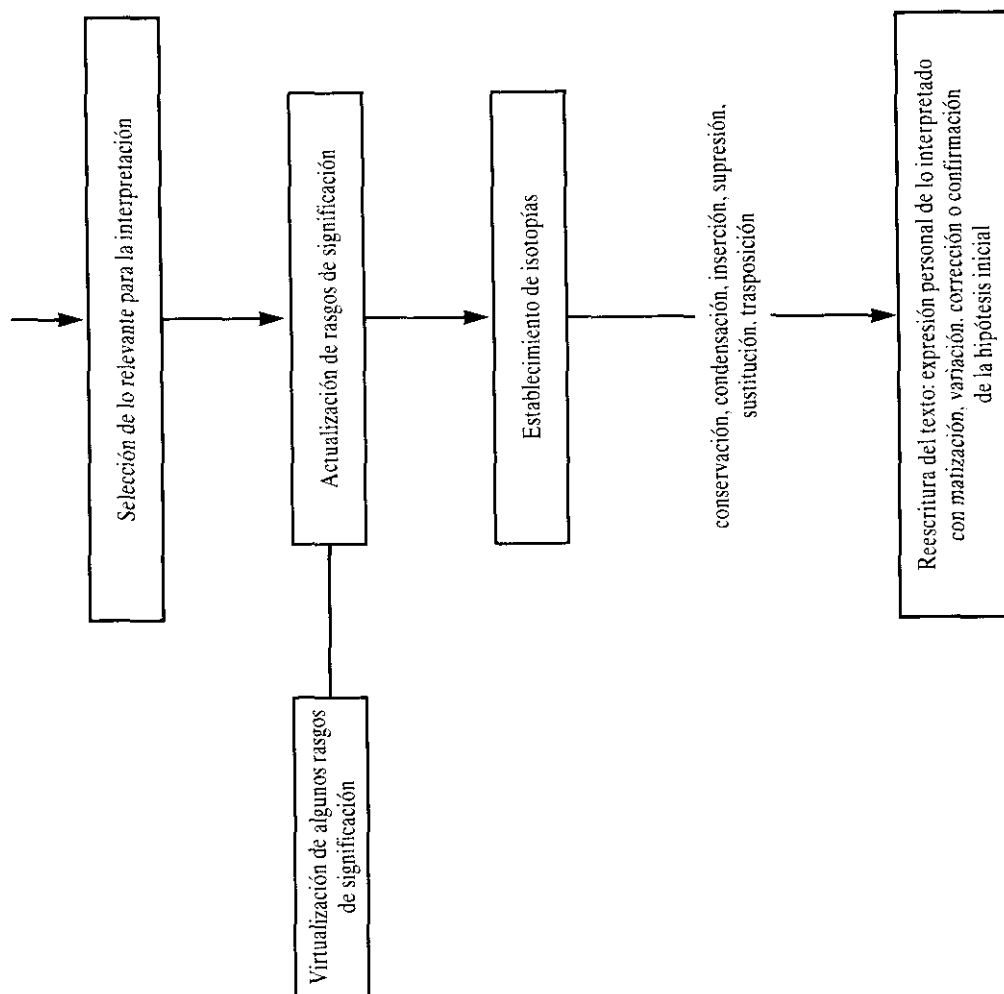 Selección de lo relevante para la interpretación
Actualización de rasgos de significación
Virtualización de algunos rasgos
de significación
Establecimiento de isotopías
conservación, condensación, inserción, supresión,
sustitución, trasposición
Reescritura del texto: expresión personal de lo interpretado
con matización, variación, corrección o confirmación
de la hipótesis inicial